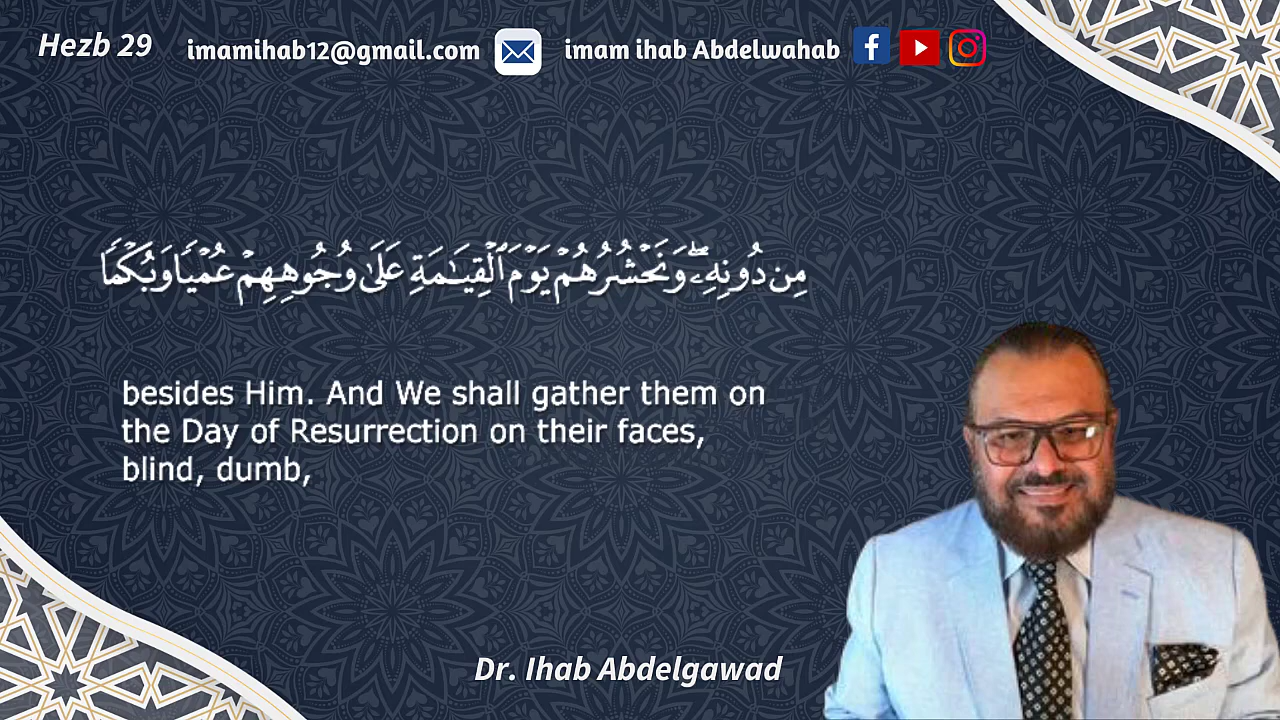 Hezb 29
imamihab12@gmail.com
imam ihab Abdelwahab
مِن دُونِهِۦۖ وَنَحْشُرُهُمْ يَوْمَ ٱلْقِيَـٰمَةِ عَلَىٰ وُجُوهِهِمْ عُمْيًا وَبُكْمًا
besides Him. And We shall gather them on
the Day of Resurrection on their faces,
blind, dumb,
Dr. Ihab Abdelgawad